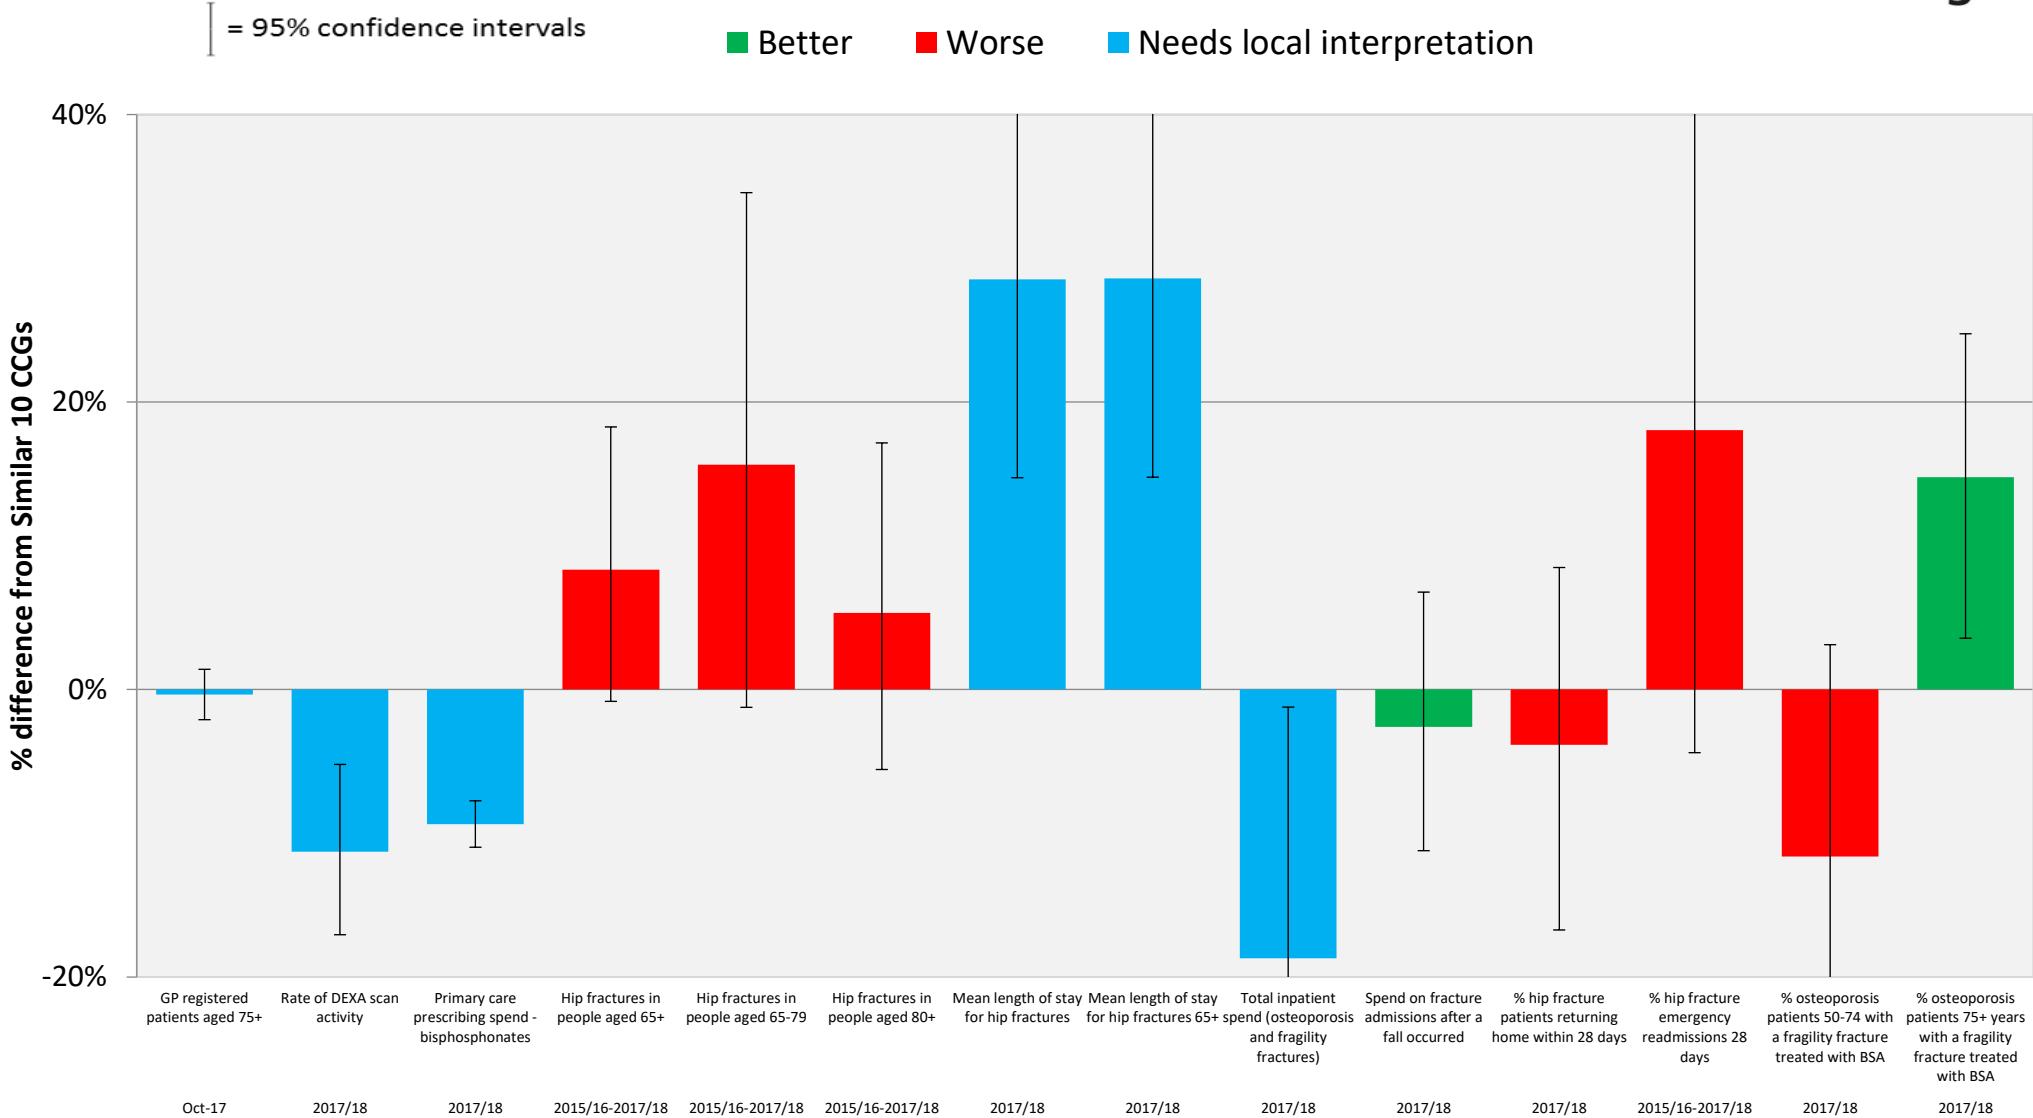 = 95% confidence intervals
Better
Worse
Needs local interpretation
40%
20%
0%
-20%
% difference from Similar 10 CCGs
GP registered
patients aged 75+
Oct-17
Rate of DEXA scan
activity
2017/18
Primary care
prescribing spend -
bisphosphonates
2017/18
Hip fractures in
people aged 65+
2015/16-2017/18
Hip fractures in
people aged 65-79
2015/16-2017/18
Hip fractures in
people aged 80+
2015/16-2017/18
Mean length of stay
for hip fractures
2017/18
Mean length of stay
for hip fractures 65+
2017/18
Total inpatient
spend (osteoporosis
and fragility
fractures)
2017/18
Spend on fracture
admissions after a
fall occurred
2017/18
% hip fracture
patients returning
home within 28 days
2017/18
% hip fracture
emergency
readmissions 28
days
2015/16-2017/18
% osteoporosis
patients 50-74 with
a fragility fracture
treated with BSA
2017/18
% osteoporosis
patients 75+ years
with a fragility
fracture treated
with BSA
2017/18